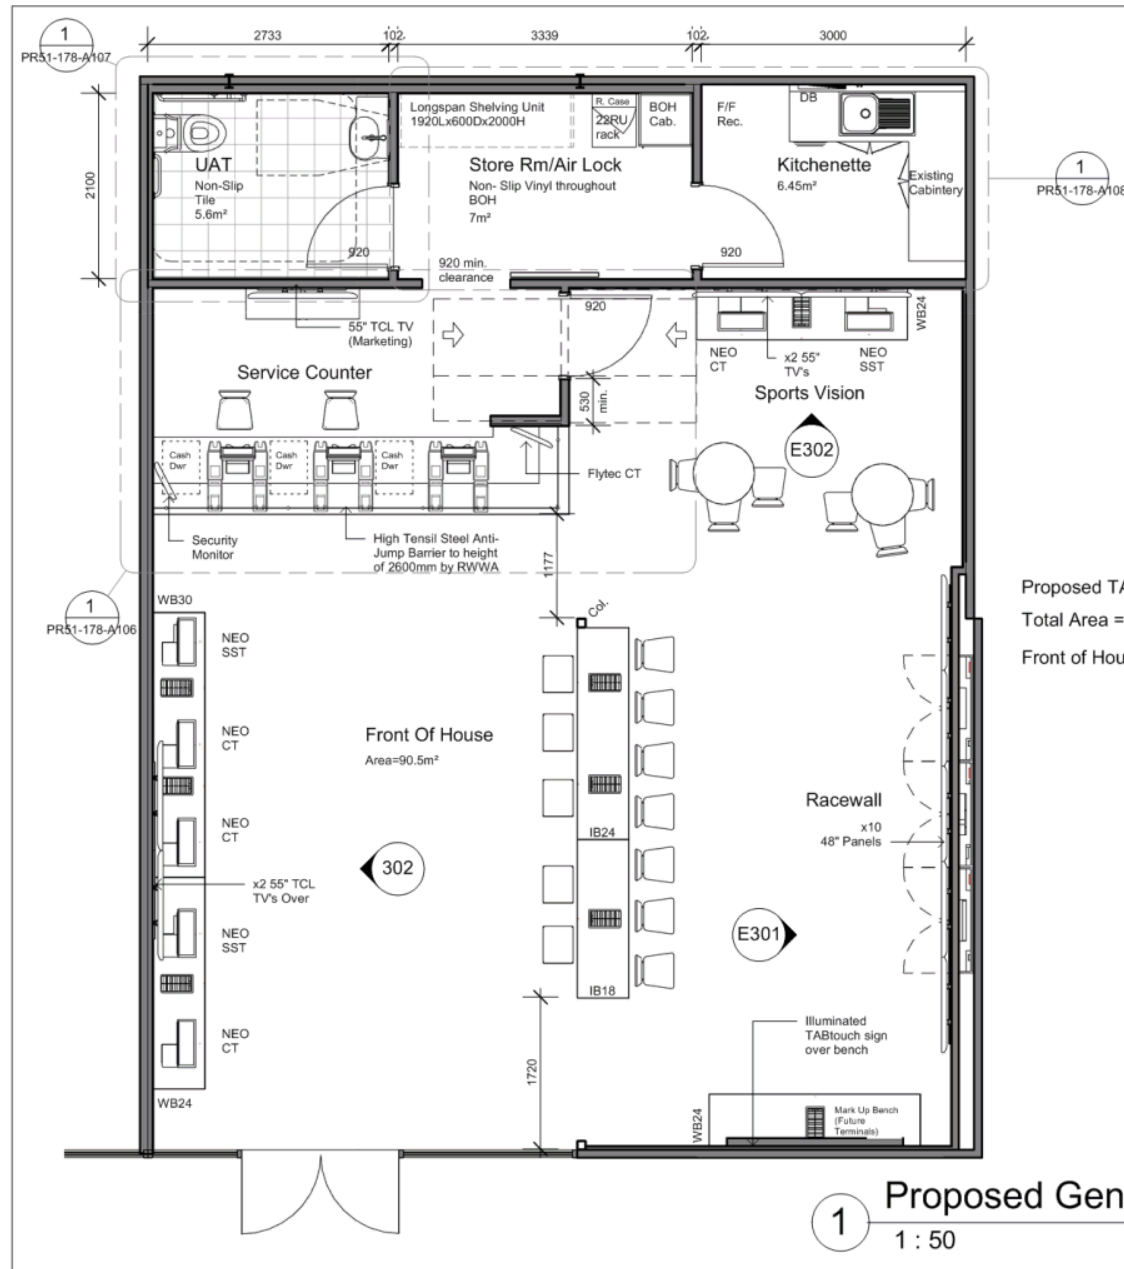 1
PR51-178-A107
2733
102
3339
102
3000
2100
UAT
Non-Slip
Tile
5.6m²
920
Longspan Shelving Unit
1920Lx600Dx2000H
R. Case
22RU
rack
BOH
Cab.
Store Rm/Air Lock
Non- Slip Vinyl throughout
BOH
7m²
920 min.
clearance
F/F
Rec.
DB
Kitchenette
6.45m²
Existing
Cabintery
920
1
PR51-178-A108
55" TCL TV
(Marketing)
Service Counter
920
530
min.
NEO
CT
x2 55"
TV's
NEO
SST
WB24
Sports Vision
E302
Cash
Dwr
Cash
Dwr
Cash
Dwr
Flytec CT
Security
Monitor
High Tensil Steel Anti-
Jump Barrier to height
of 2600mm by RWWA
1177
1
PR51-178-A106
WB30
Col.
NEO
SST
NEO
CT
NEO
CT
x2 55" TCL
TV's Over
NEO
SST
NEO
CT
WB24
Front Of House
Area=90.5m²
302
IB24
IB18
1720
Racewall
x10
48" Panels
E301
Illuminated
TABtouch sign
over bench
WB24
Mark Up Bench
(Future
Terminals)
Proposed TA
Total Area =
Front of Hou
1
Proposed Gen
1 : 50